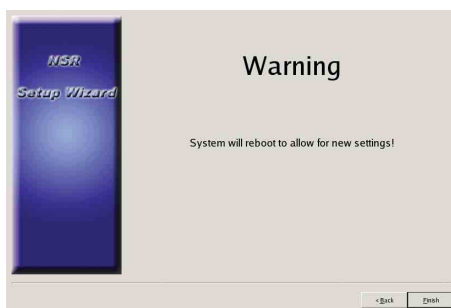 NSR
Setup Wizard
Warning
System will reboot to allow for new settings!
< Back
Finish